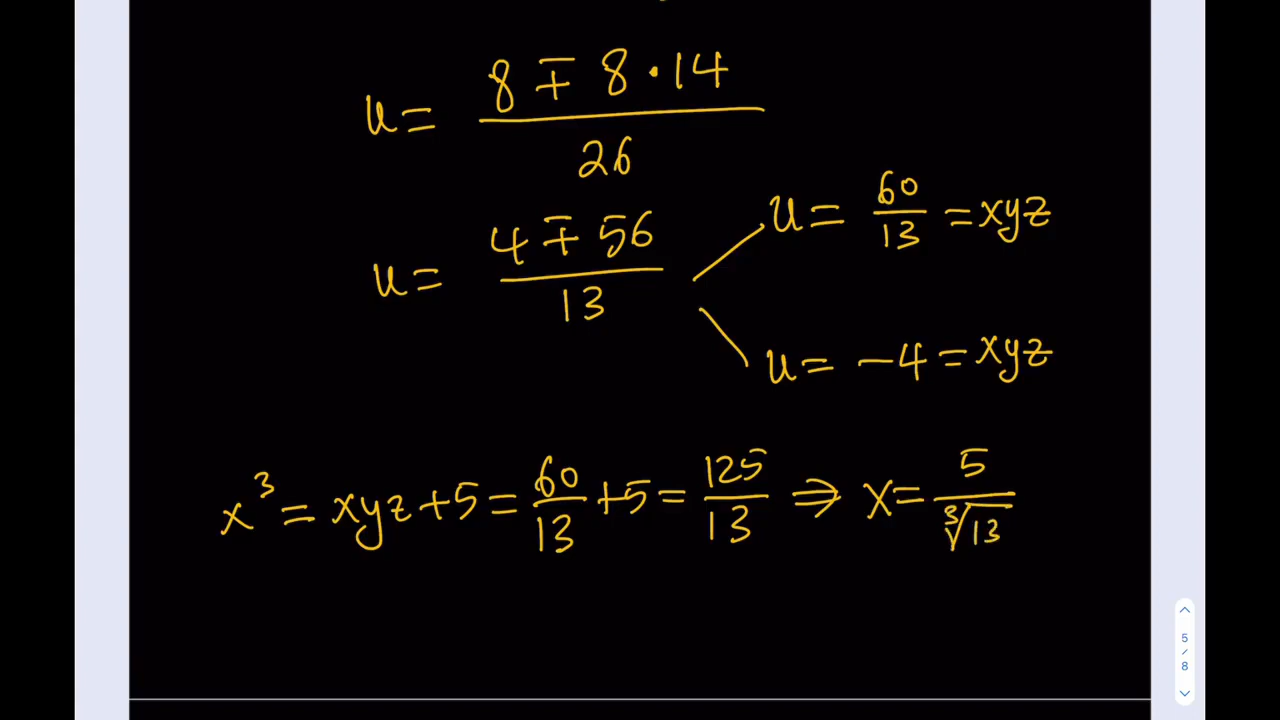 u = (8 ∓ 8 · 14) / 26
u = (4 ∓ 56) / 13
u = 60/13 = xyz
u = −4 = xyz
x³ = xyz + 5 = 60/13 + 5 = 125/13 ⇒ x = 5/∛13
5
/
8